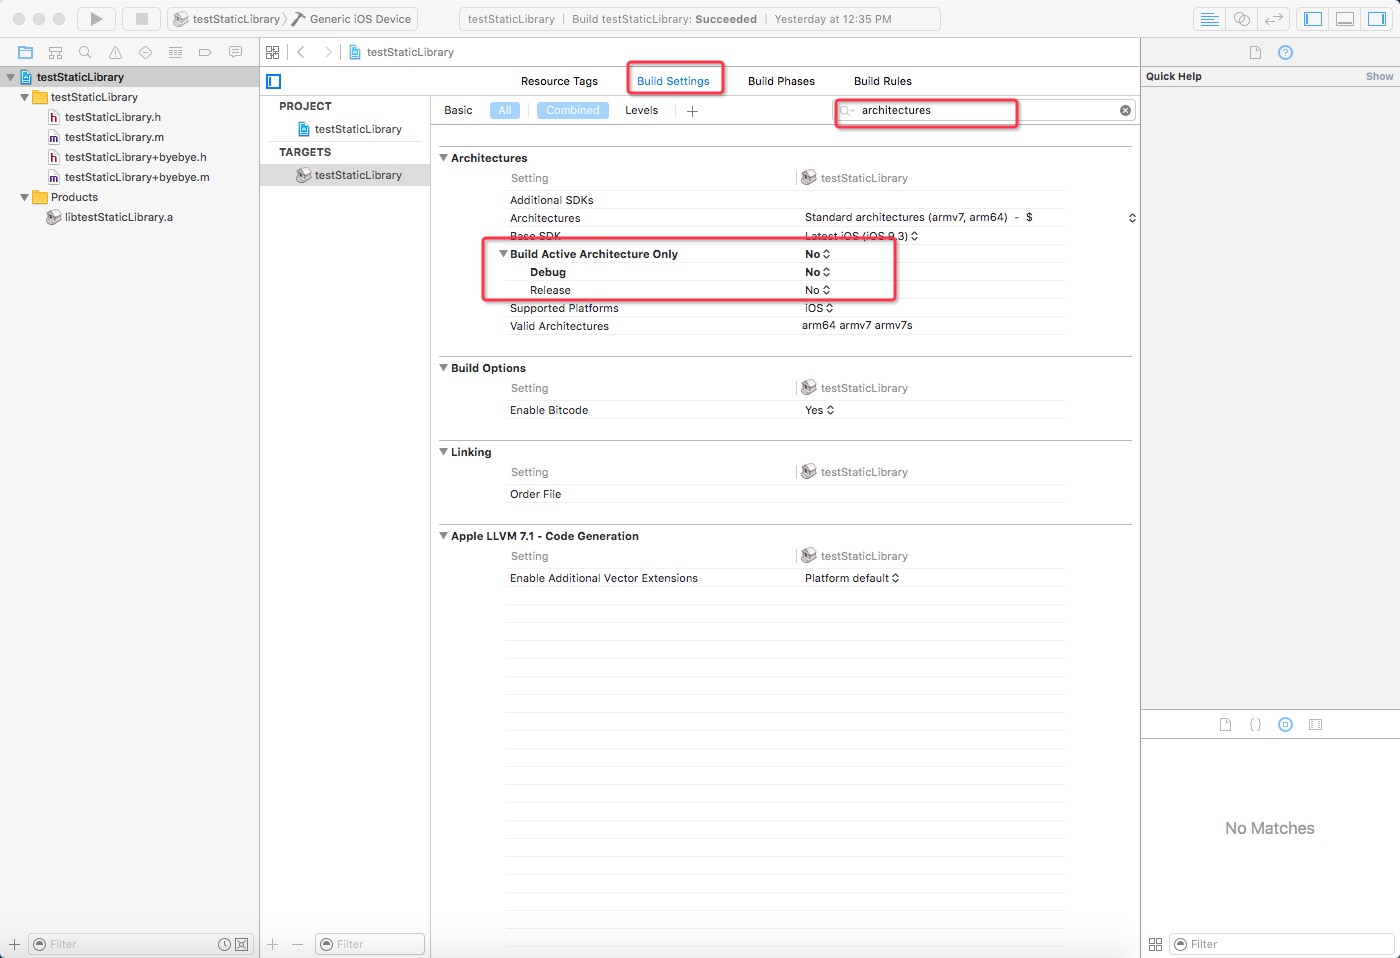 testStaticLibrary Generic iOS Device testStaticLibrary | Build testStaticLibrary: Succeeded | Yesterday at 12:35 PM
testStaticLibrary
Quick Help Show
testStaticLibrary
testStaticLibrary
testStaticLibrary.h
testStaticLibrary.m
testStaticLibrary+byebye.h
testStaticLibrary+byebye.m
Products
libtestStaticLibrary.a
Resource Tags Build Settings Build Phases Build Rules
PROJECT
testStaticLibrary
TARGETS
testStaticLibrary
Basic All Combined Levels architectures
Architectures
Setting testStaticLibrary
Additional SDKs
Architectures Standard architectures (armv7, arm64) - $
Base SDK Latest iOS (iOS 9.3)
Build Active Architecture Only No
Debug No
Release No
Supported Platforms iOS
Valid Architectures arm64 armv7 armv7s
Build Options
Setting testStaticLibrary
Enable Bitcode Yes
Linking
Setting testStaticLibrary
Order File
Apple LLVM 7.1 - Code Generation
Setting testStaticLibrary
Enable Additional Vector Extensions Platform default
No Matches
Filter Filter Filter